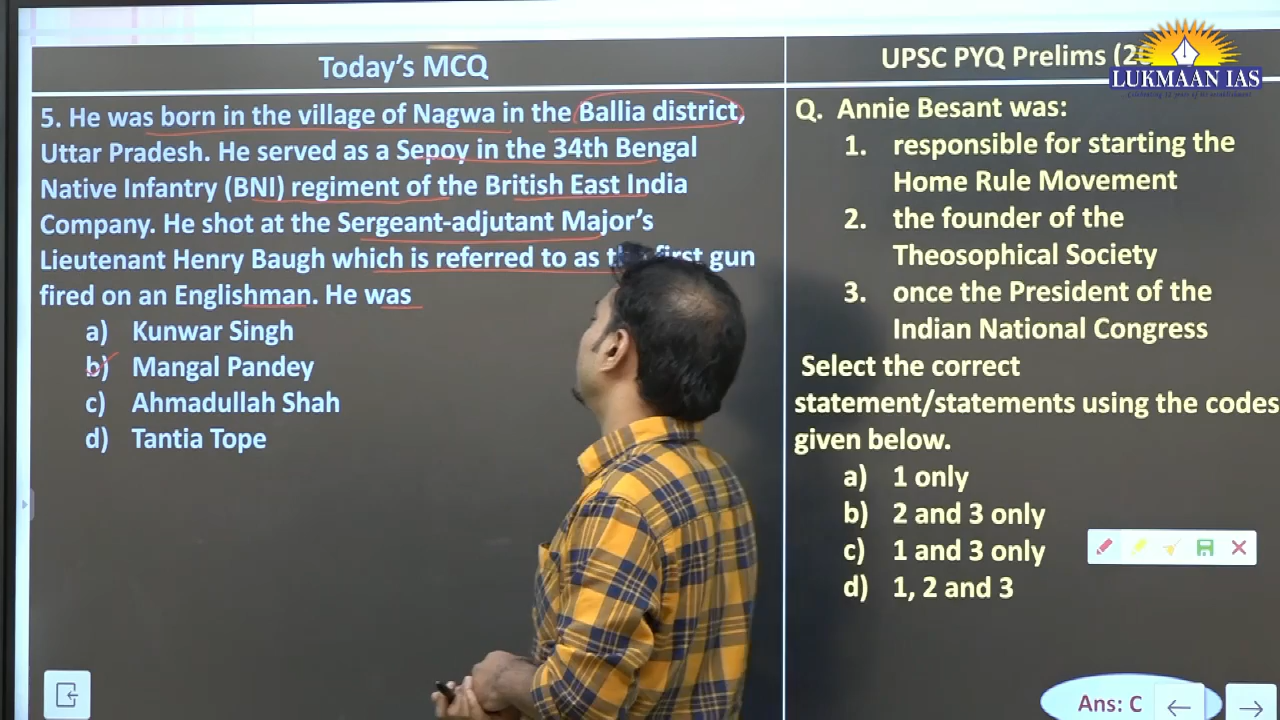 Today's MCQ
5. He was born in the village of Nagwa in the Ballia district,
Uttar Pradesh. He served as a Sepoy in the 34th Bengal
Native Infantry (BNI) regiment of the British East India
Company. He shot at the Sergeant-adjutant Major's
Lieutenant Henry Baugh which is referred to as first gun
fired on an Englishman. He was
a) Kunwar Singh
b) Mangal Pandey
c) Ahmadullah Shah
d) Tantia Tope
UPSC PYQ Prelims
LUKMAAN IAS
Q. Annie Besant was:
1. responsible for starting the
Home Rule Movement
2. the founder of the
Theosophical Society
3. once the President of the
Indian National Congress
Select the correct
statement/statements using the codes
given below.
a) 1 only
b) 2 and 3 only
c) 1 and 3 only
d) 1, 2 and 3
Ans: C